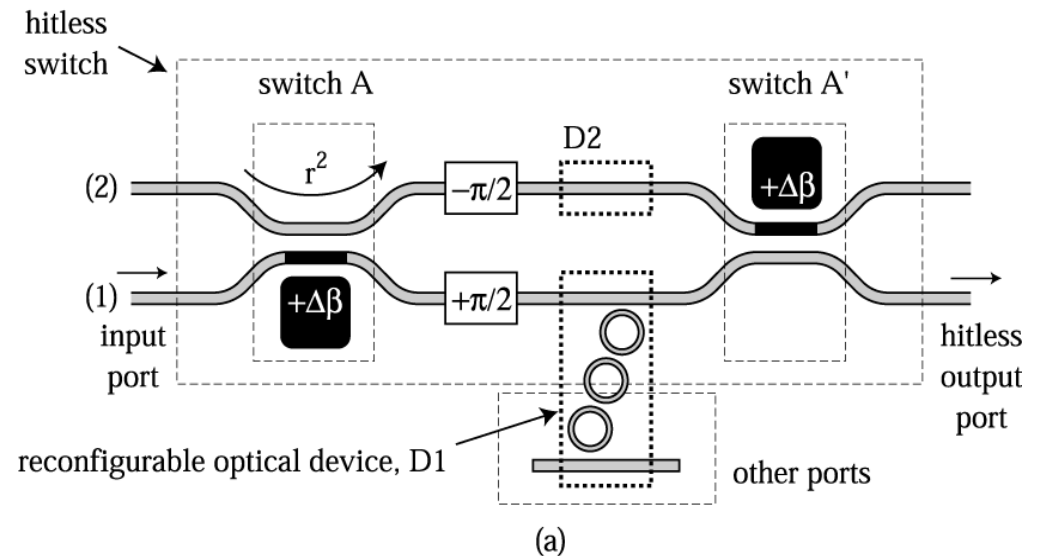 hitless
switch
switch A
switch A'
D2
r²
(2)
−π/2
+Δβ
(1)
+Δβ
+π/2
input
port
hitless
output
port
reconfigurable optical device, D1
other ports
(a)